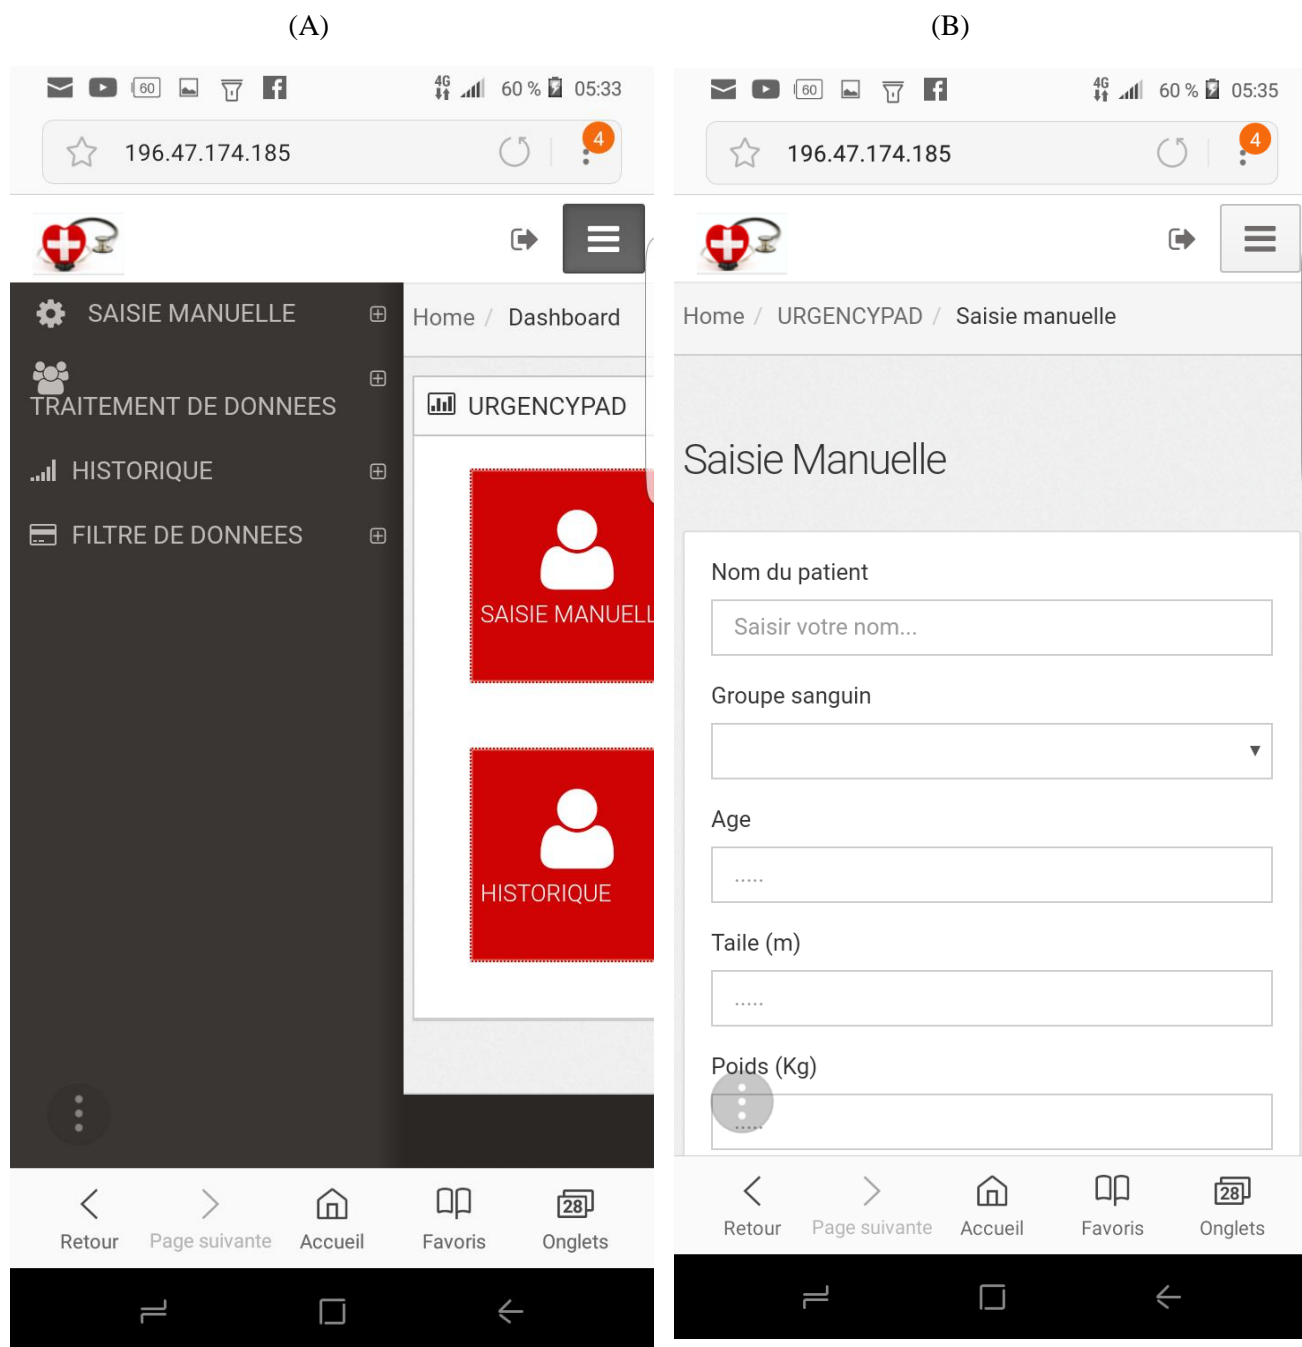 (A)
60
4G
60 %
05:33
196.47.174.185
4
SAISIE MANUELLE
TRAITEMENT DE DONNEES
HISTORIQUE
FILTRE DE DONNEES
Home / Dashboard
URGENCYPAD
SAISIE MANUELL
HISTORIQUE
28
Retour
Page suivante
Accueil
Favoris
Onglets
(B)
60
4G
60 %
05:35
196.47.174.185
4
Home / URGENCYPAD / Saisie manuelle
Saisie Manuelle
Nom du patient
Saisir votre nom...
Groupe sanguin
Age
.....
Taile (m)
.....
Poids (Kg)
.....
28
Retour
Page suivante
Accueil
Favoris
Onglets